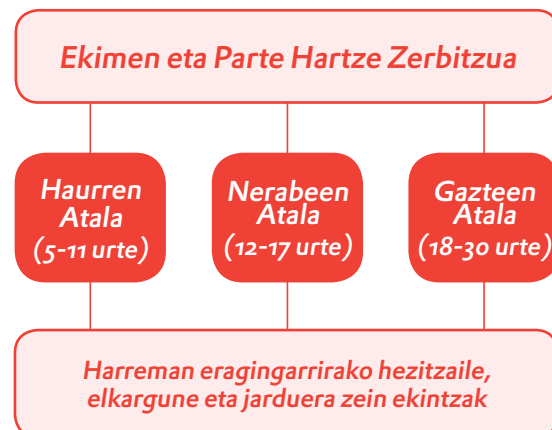 Ekimen eta Parte Hartze Zerbitzua
Haurren
Atala
(5-11 urte)
Nerabeen
Atala
(12-17 urte)
Gazteen
Atala
(18-30 urte)
Harreman eragingarrirako hezitzaile,
elkargune eta jarduera zein ekintzak